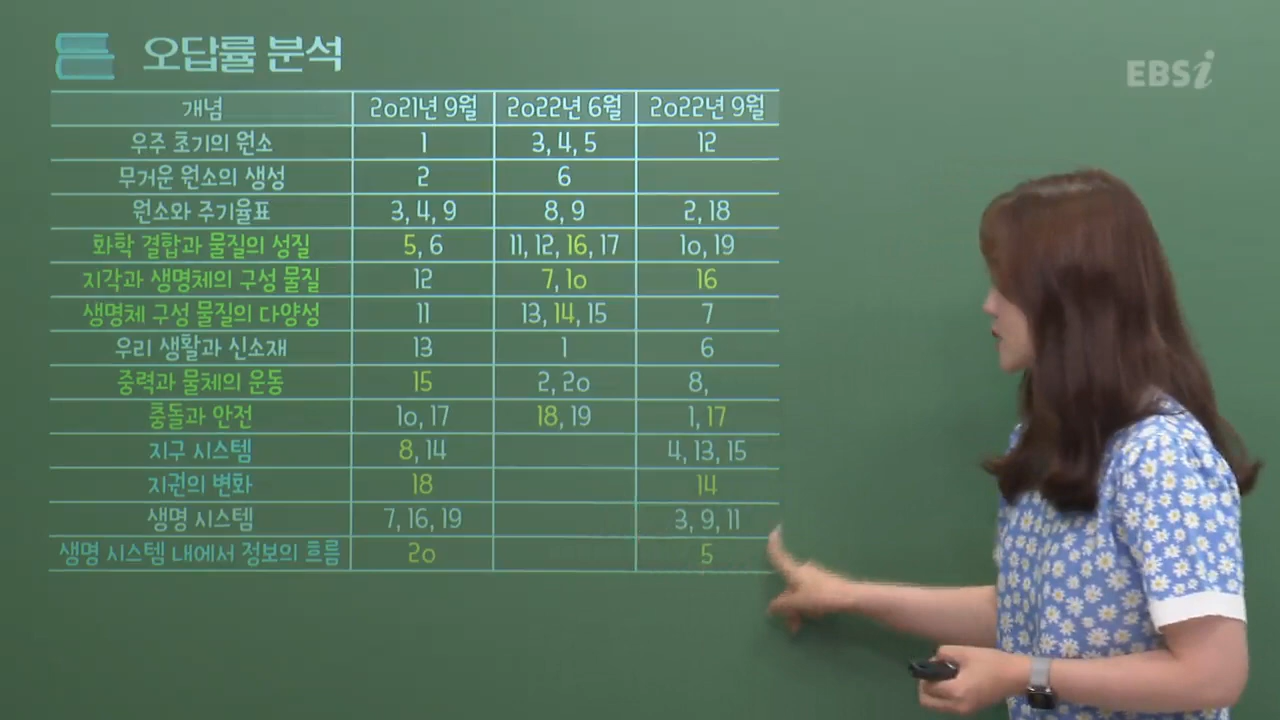 오답률 분석
EBSi
개념 2021년 9월 2022년 6월 2022년 9월
우주 초기의 원소 1 3, 4, 5 12
무거운 원소의 생성 2 6
원소와 주기율표 3, 4, 9 8, 9 2, 18
화학 결합과 물질의 성질 5, 6 11, 12, 16, 17 10, 19
지각과 생명체의 구성 물질 12 7, 10 16
생명체 구성 물질의 다양성 11 13, 14, 15 7
우리 생활과 신소재 13 1 6
중력과 물체의 운동 15 2, 20 8,
충돌과 안전 10, 17 18, 19 1, 17
지구 시스템 8, 14 4, 13, 15
지권의 변화 18 14
생명 시스템 7, 16, 19 3, 9, 11
생명 시스템 내에서 정보의 흐름 20 5